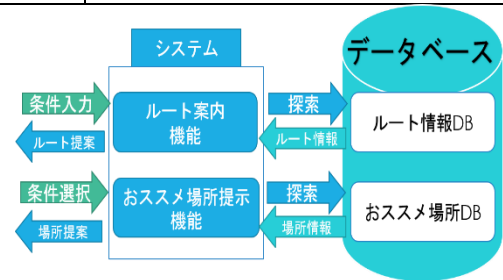 システム
データベース
条件入力
ルート提案
ルート案内
機能
探索
ルート情報
ルート情報DB
条件選択
場所提案
おススメ場所提示
機能
探索
場所情報
おススメ場所DB